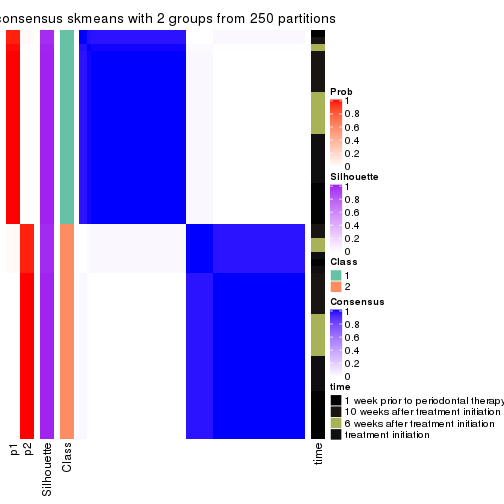 consensus skmeans with 2 groups from 250 partitions
Prob
1
0.8
0.6
0.4
0.2
0
Silhouette
1
0.8
0.6
0.4
0.2
0
Class
1
2
Consensus
1
0.8
0.6
0.4
0.2
0
time
1 week prior to periodontal therapy
10 weeks after treatment initiation
6 weeks after treatment initiation
treatment initiation
p1
p2
Silhouette
Class
time